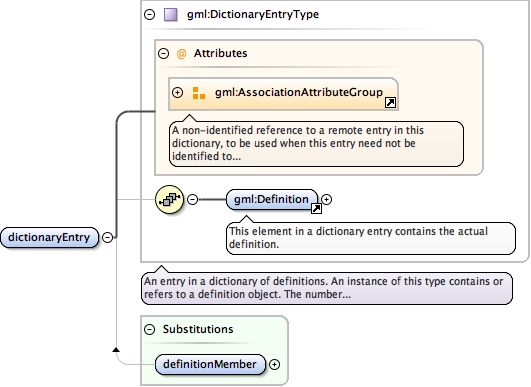 gml:DictionaryEntryType
@ Attributes
gml:AssociationAttributeGroup
A non-identified reference to a remote entry in this
dictionary, to be used when this entry need not be
identified to...
gml:Definition
This element in a dictionary entry contains the actual
definition.
dictionaryEntry
An entry in a dictionary of definitions. An instance of this type contains or
refers to a definition object. The number...
Substitutions
definitionMember